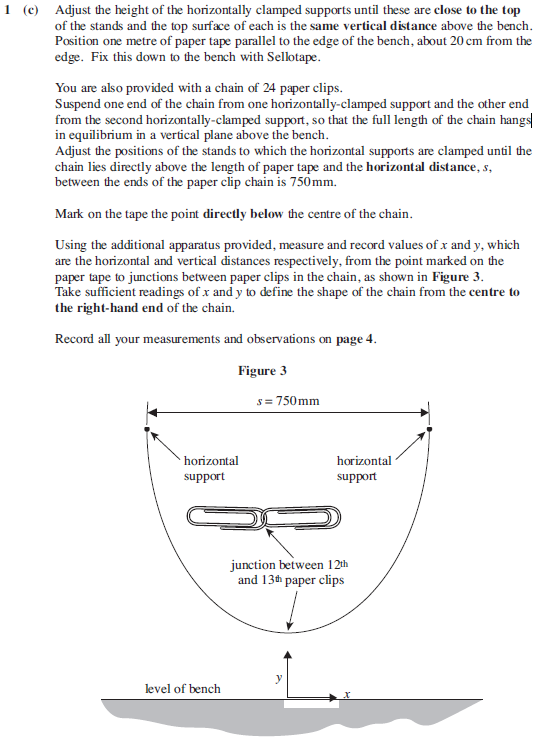 1 (c) Adjust the height of the horizontally clamped supports until these are close to the top
of the stands and the top surface of each is the same vertical distance above the bench.
Position one metre of paper tape parallel to the edge of the bench, about 20 cm from the
edge. Fix this down to the bench with Sellotape.
You are also provided with a chain of 24 paper clips.
Suspend one end of the chain from one horizontally-clamped support and the other end
from the second horizontally-clamped support, so that the full length of the chain hangs
in equilibrium in a vertical plane above the bench.
Adjust the positions of the stands to which the horizontal supports are clamped until the
chain lies directly above the length of paper tape and the horizontal distance, s,
between the ends of the paper clip chain is 750mm.
Mark on the tape the point directly below the centre of the chain.
Using the additional apparatus provided, measure and record values of x and y, which
are the horizontal and vertical distances respectively, from the point marked on the
paper tape to junctions between paper clips in the chain, as shown in Figure 3.
Take sufficient readings of x and y to define the shape of the chain from the centre to
the right-hand end of the chain.
Record all your measurements and observations on page 4.
Figure 3
s = 750mm
horizontal
support
horizontal
support
junction between 12th
and 13th paper clips
y
level of bench
x